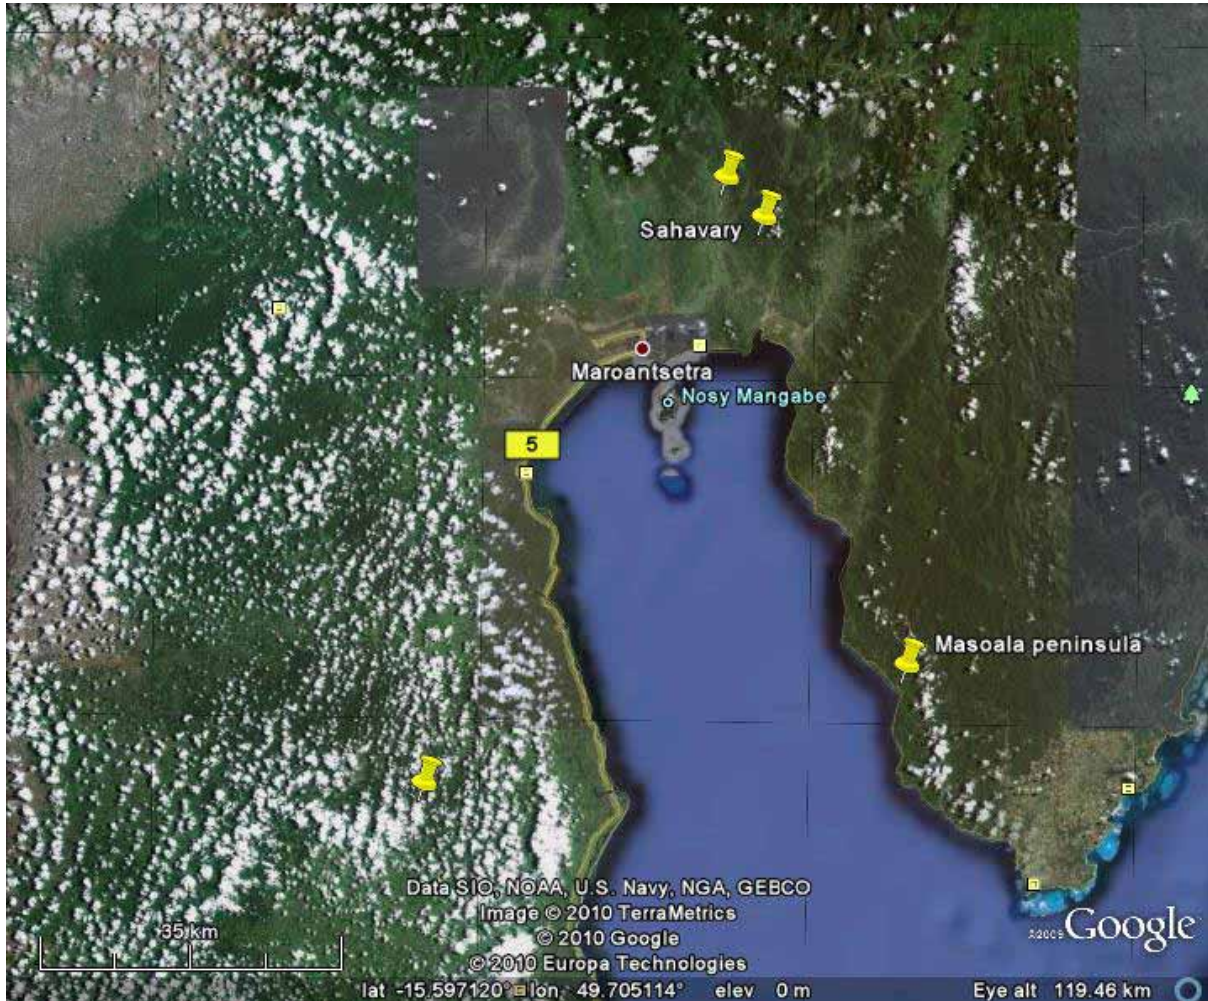 Sahavary
Maroantsetra
Nosy Mangabe
5
Masoala peninsula
Data SIO, NOAA, U.S. Navy, NGA, GEBCO
Image © 2010 TerraMetrics
© 2010 Google
© 2010 Europa Technologies
35 km
©2009 Google
lat -15.597120° lon 49.705114° elev 0 m Eye alt 119.46 km